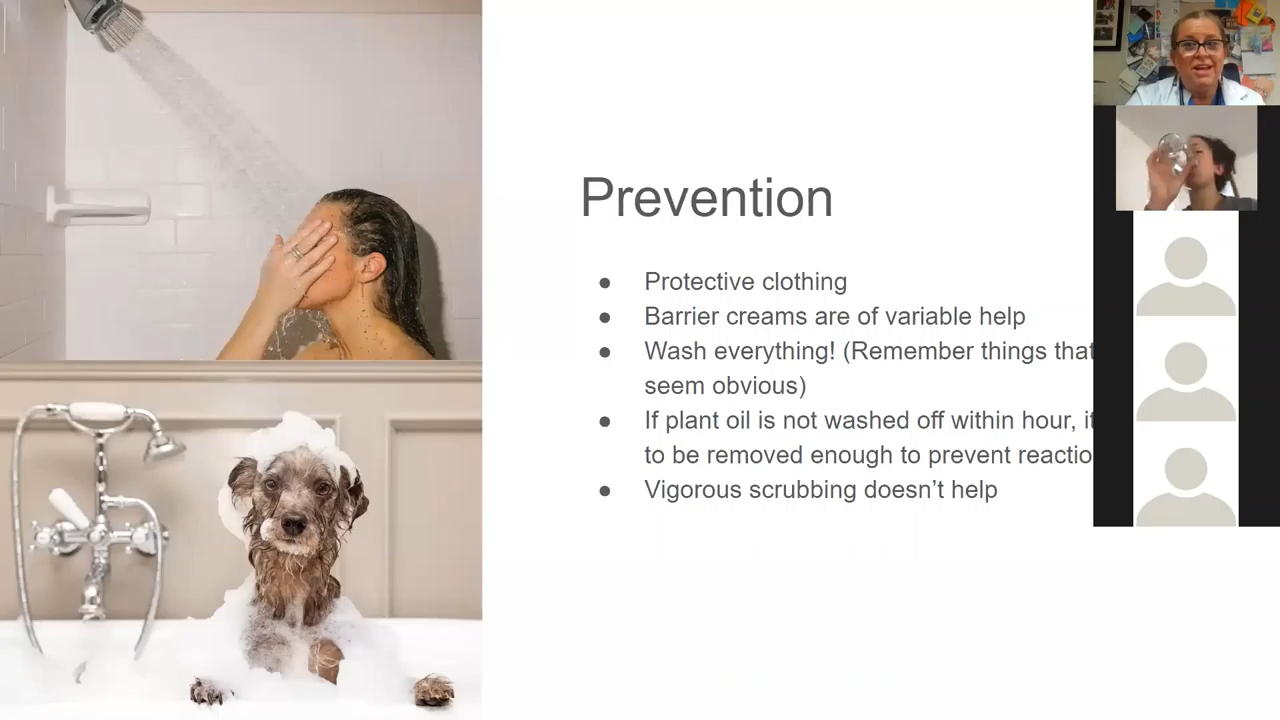 Prevention
● Protective clothing
● Barrier creams are of variable help
● Wash everything! (Remember things that
seem obvious)
● If plant oil is not washed off within hour, it
to be removed enough to prevent reactio
● Vigorous scrubbing doesn’t help